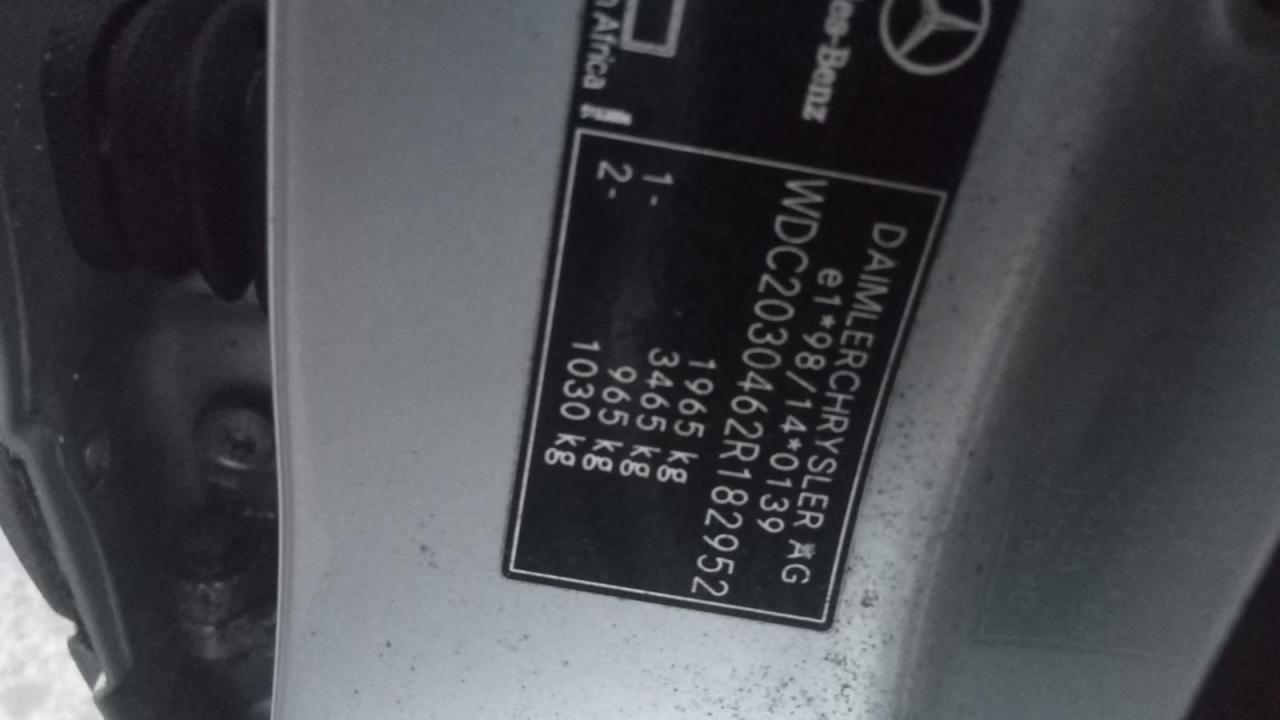 Benz
Africa
DAIMLERCHRYSLER AG
e1*98/14*0139
WDC2030462R182952
1965 kg
3465 kg
1- 965 kg
2- 1030 kg